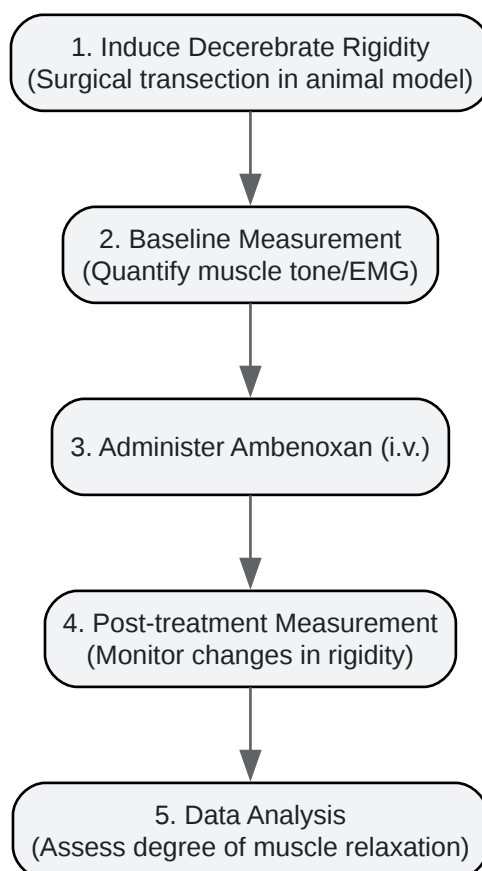 1. Induce Decerebrate Rigidity
(Surgical transection in animal model)
2. Baseline Measurement
(Quantify muscle tone/EMG)
3. Administer Ambenoxan (i.v.)
4. Post-treatment Measurement
(Monitor changes in rigidity)
5. Data Analysis
(Assess degree of muscle relaxation)